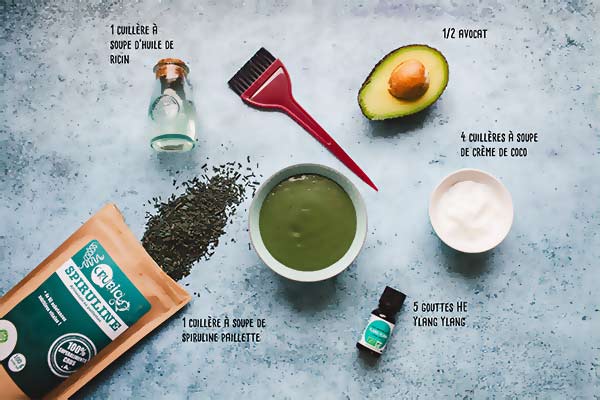 1 CUILLÈRE À
SOUPE D'HUILE DE
RICIN
1/2 AVOCAT
4 CUILLÈRES À SOUPE
DE CRÈME DE COCO
5 GOUTTES HE
YLANG YLANG
1 CUILLÈRE À SOUPE DE
SPIRULINE PAILLETTE
SPIRULINE
100%